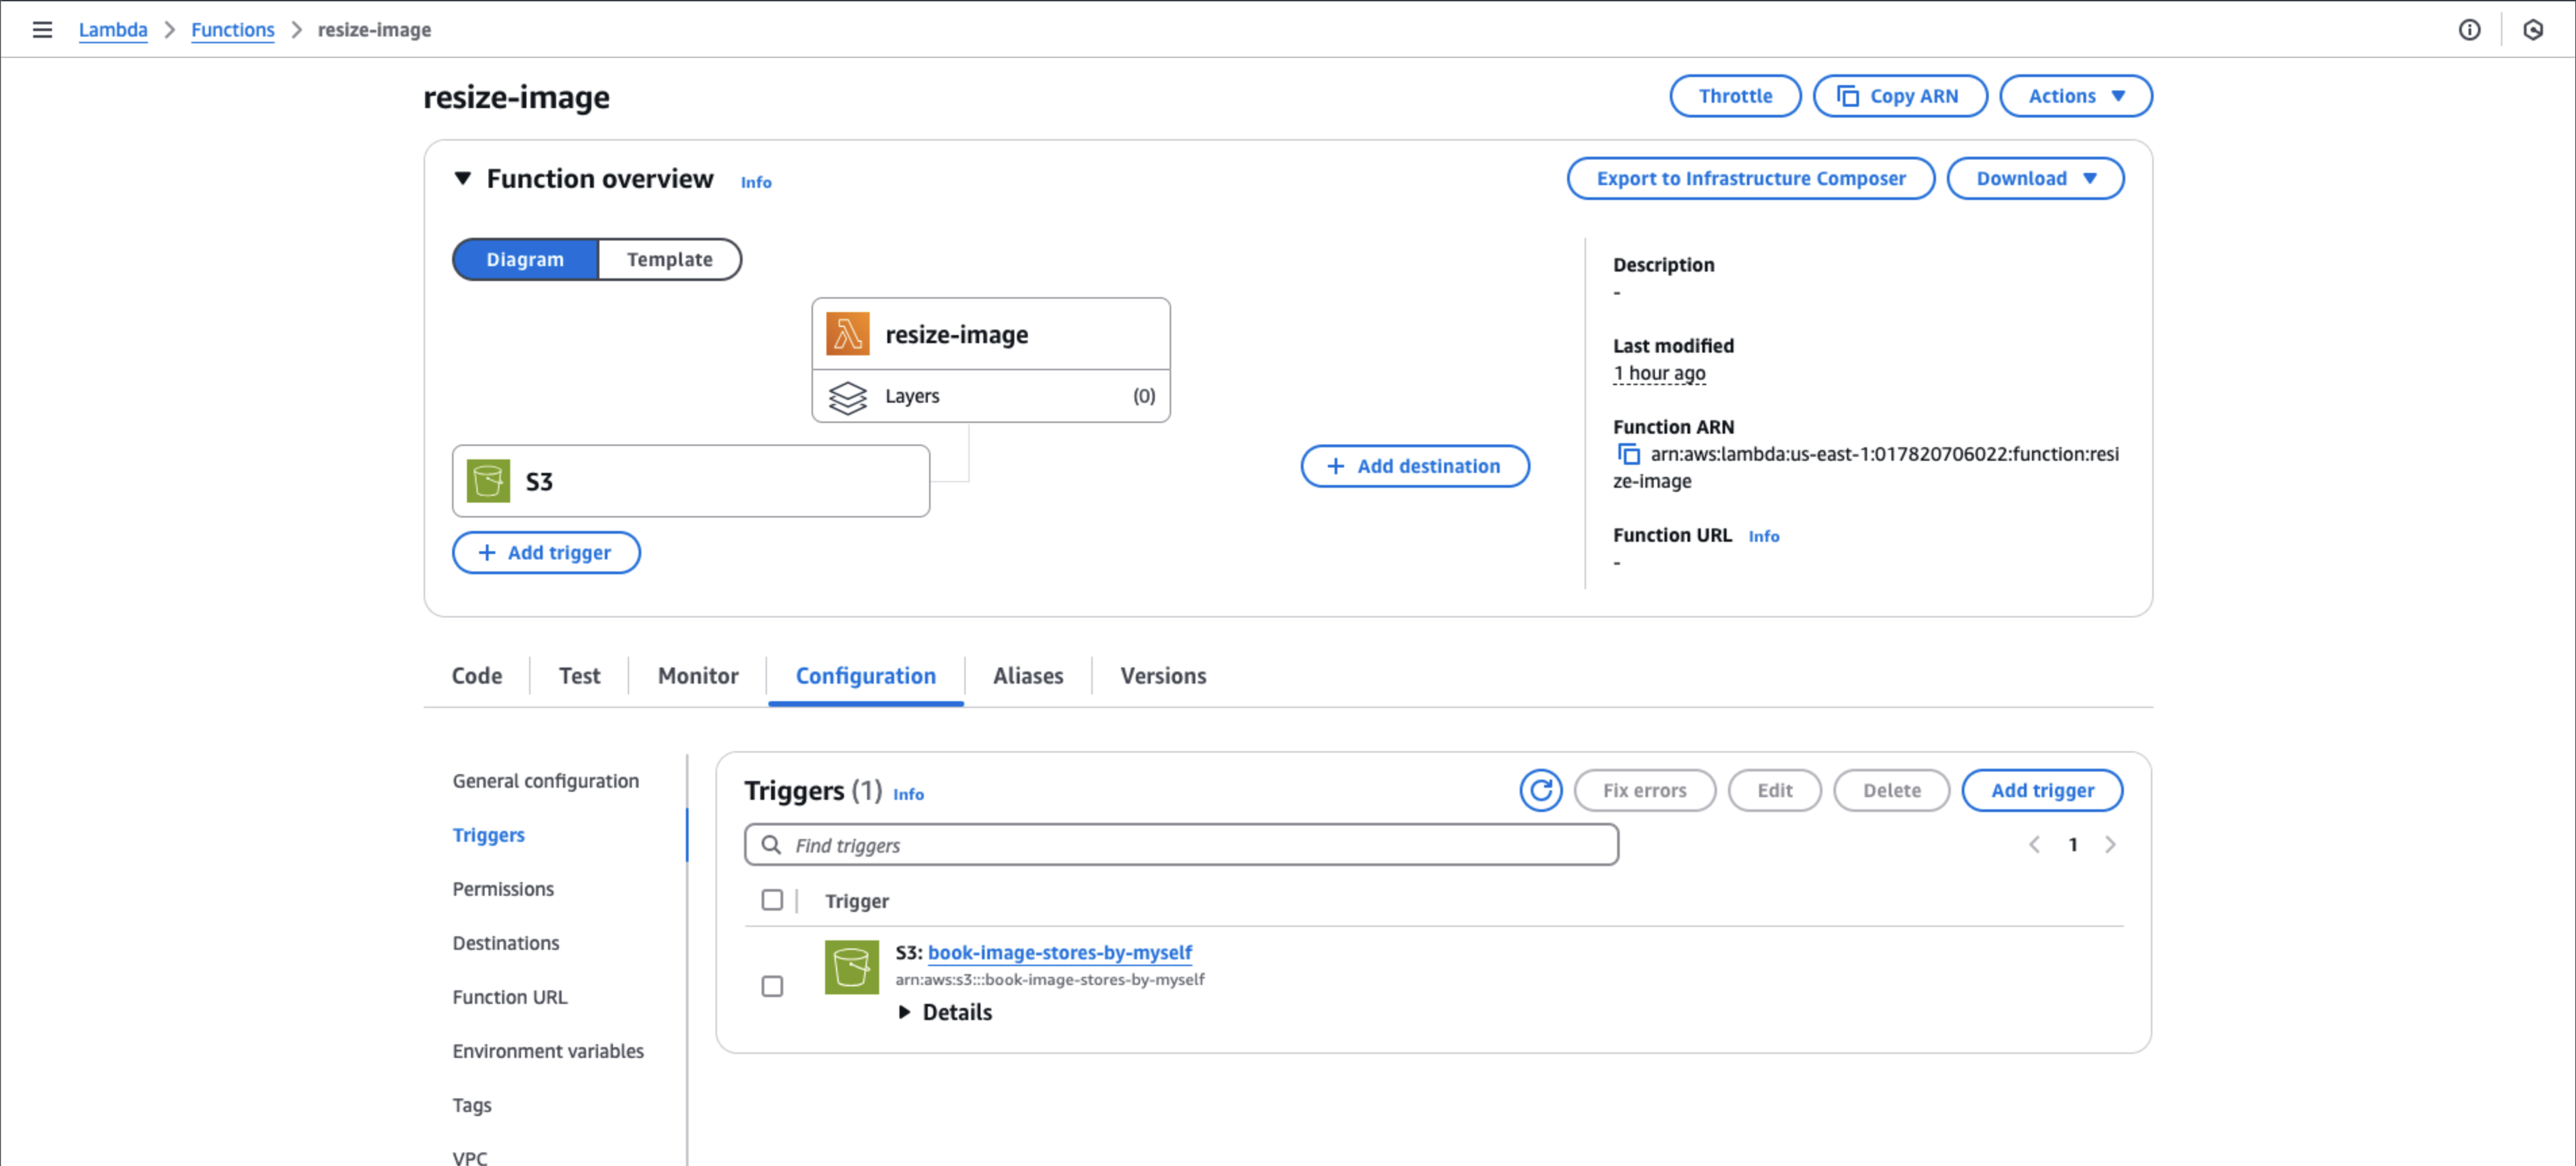 Lambda > Functions > resize-image
resize-image
Throttle
Copy ARN
Actions
Function overview
Info
Export to Infrastructure Composer
Download
Diagram
Template
resize-image
Layers
(0)
S3
+ Add trigger
+ Add destination
Description
-
Last modified
1 hour ago
Function ARN
arn:aws:lambda:us-east-1:017820706022:function:resi
ze-image
Function URL
Info
-
Code
Test
Monitor
Configuration
Aliases
Versions
General configuration
Triggers
Permissions
Destinations
Function URL
Environment variables
Tags
VPC
Triggers (1)
Info
Fix errors
Edit
Delete
Add trigger
Find triggers
1
Trigger
S3: book-image-stores-by-myself
arn:aws:s3:::book-image-stores-by-myself
Details